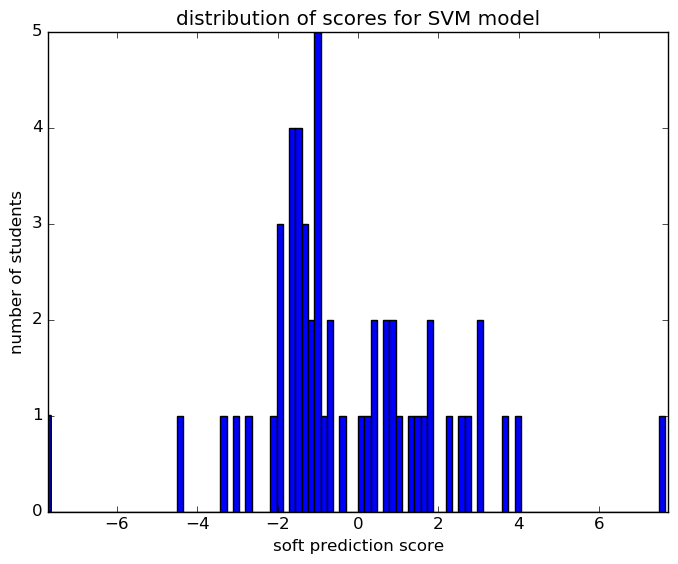 distribution of scores for SVM model
5
4
3
2
1
0
number of students
−6 −4 −2 0 2 4 6
soft prediction score